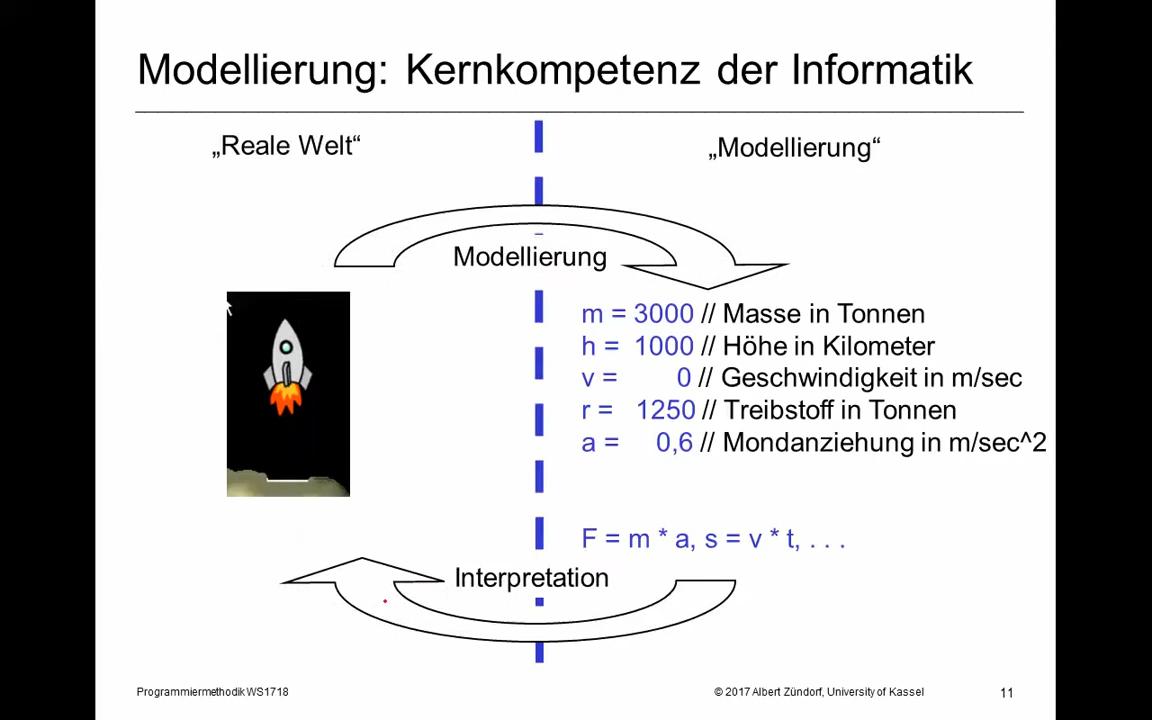 Modellierung: Kernkompetenz der Informatik
„Reale Welt“
„Modellierung“
Modellierung
m = 3000 // Masse in Tonnen
h = 1000 // Höhe in Kilometer
v = 0 // Geschwindigkeit in m/sec
r = 1250 // Treibstoff in Tonnen
a = 0,6 // Mondanziehung in m/sec^2
F = m * a, s = v * t, . . .
Interpretation
Programmiermethodik WS1718
© 2017 Albert Zündorf, University of Kassel
11